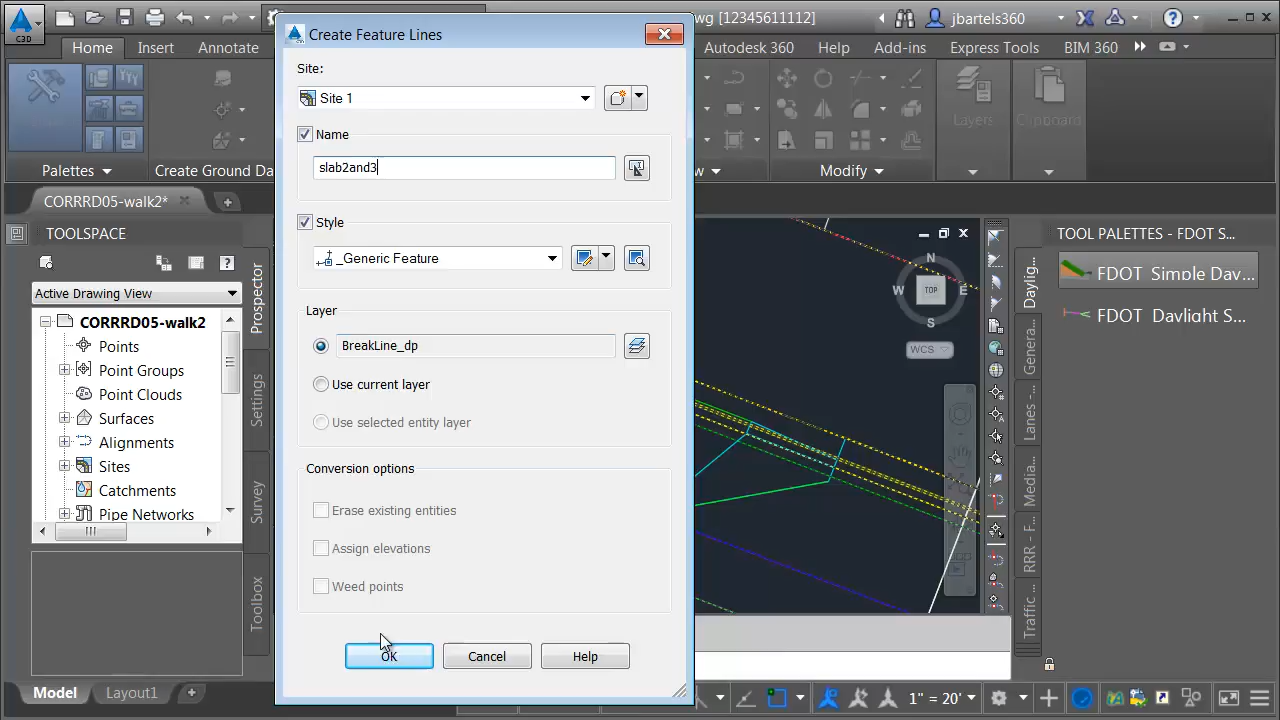 wg [12345611112]
jbartels360
C3D
Home
Insert
Annotate
Autodesk 360
Help
Add-ins
Express Tools
BIM 360
Create Feature Lines
Site:
Site 1
Name
slab2and3
Style
_Generic Feature
Layer
BreakLine_dp
Use current layer
Use selected entity layer
Conversion options
Erase existing entities
Assign elevations
Weed points
OK
Cancel
Help
Palettes
Create Ground Da
w
Modify
Layers
Clipboard
CORRRD05-walk2*
TOOLSPACE
Active Drawing View
CORRRD05-walk2
Points
Point Groups
Point Clouds
Surfaces
Alignments
Sites
Catchments
Pipe Networks
Prospector
Settings
Survey
Toolbox
N
W
TOP
E
S
WCS
TOOL PALETTES - FDOT S...
FDOT Simple Dav...
FDOT Daylight S...
Daylig...
Genera...
Lanes -...
Media...
RRR - F...
Traffic ...
Model
Layout1
1" = 20'